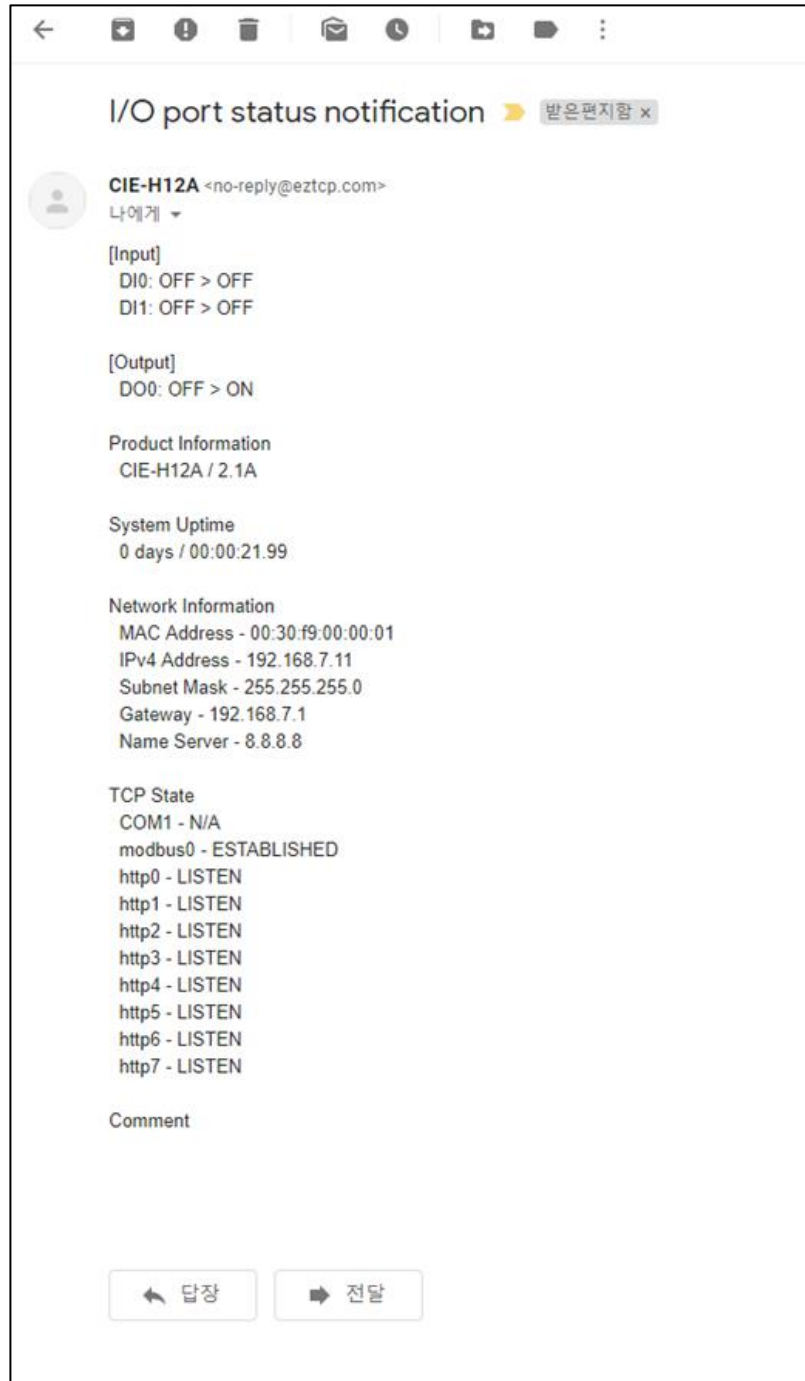 I/O port status notification 받은편지함 x
CIE-H12A <no-reply@eztcp.com>
나에게
[Input]
DI0: OFF > OFF
DI1: OFF > OFF
[Output]
DO0: OFF > ON
Product Information
CIE-H12A / 2.1A
System Uptime
0 days / 00:00:21.99
Network Information
MAC Address - 00:30:f9:00:00:01
IPv4 Address - 192.168.7.11
Subnet Mask - 255.255.255.0
Gateway - 192.168.7.1
Name Server - 8.8.8.8
TCP State
COM1 - N/A
modbus0 - ESTABLISHED
http0 - LISTEN
http1 - LISTEN
http2 - LISTEN
http3 - LISTEN
http4 - LISTEN
http5 - LISTEN
http6 - LISTEN
http7 - LISTEN
Comment
답장 전달